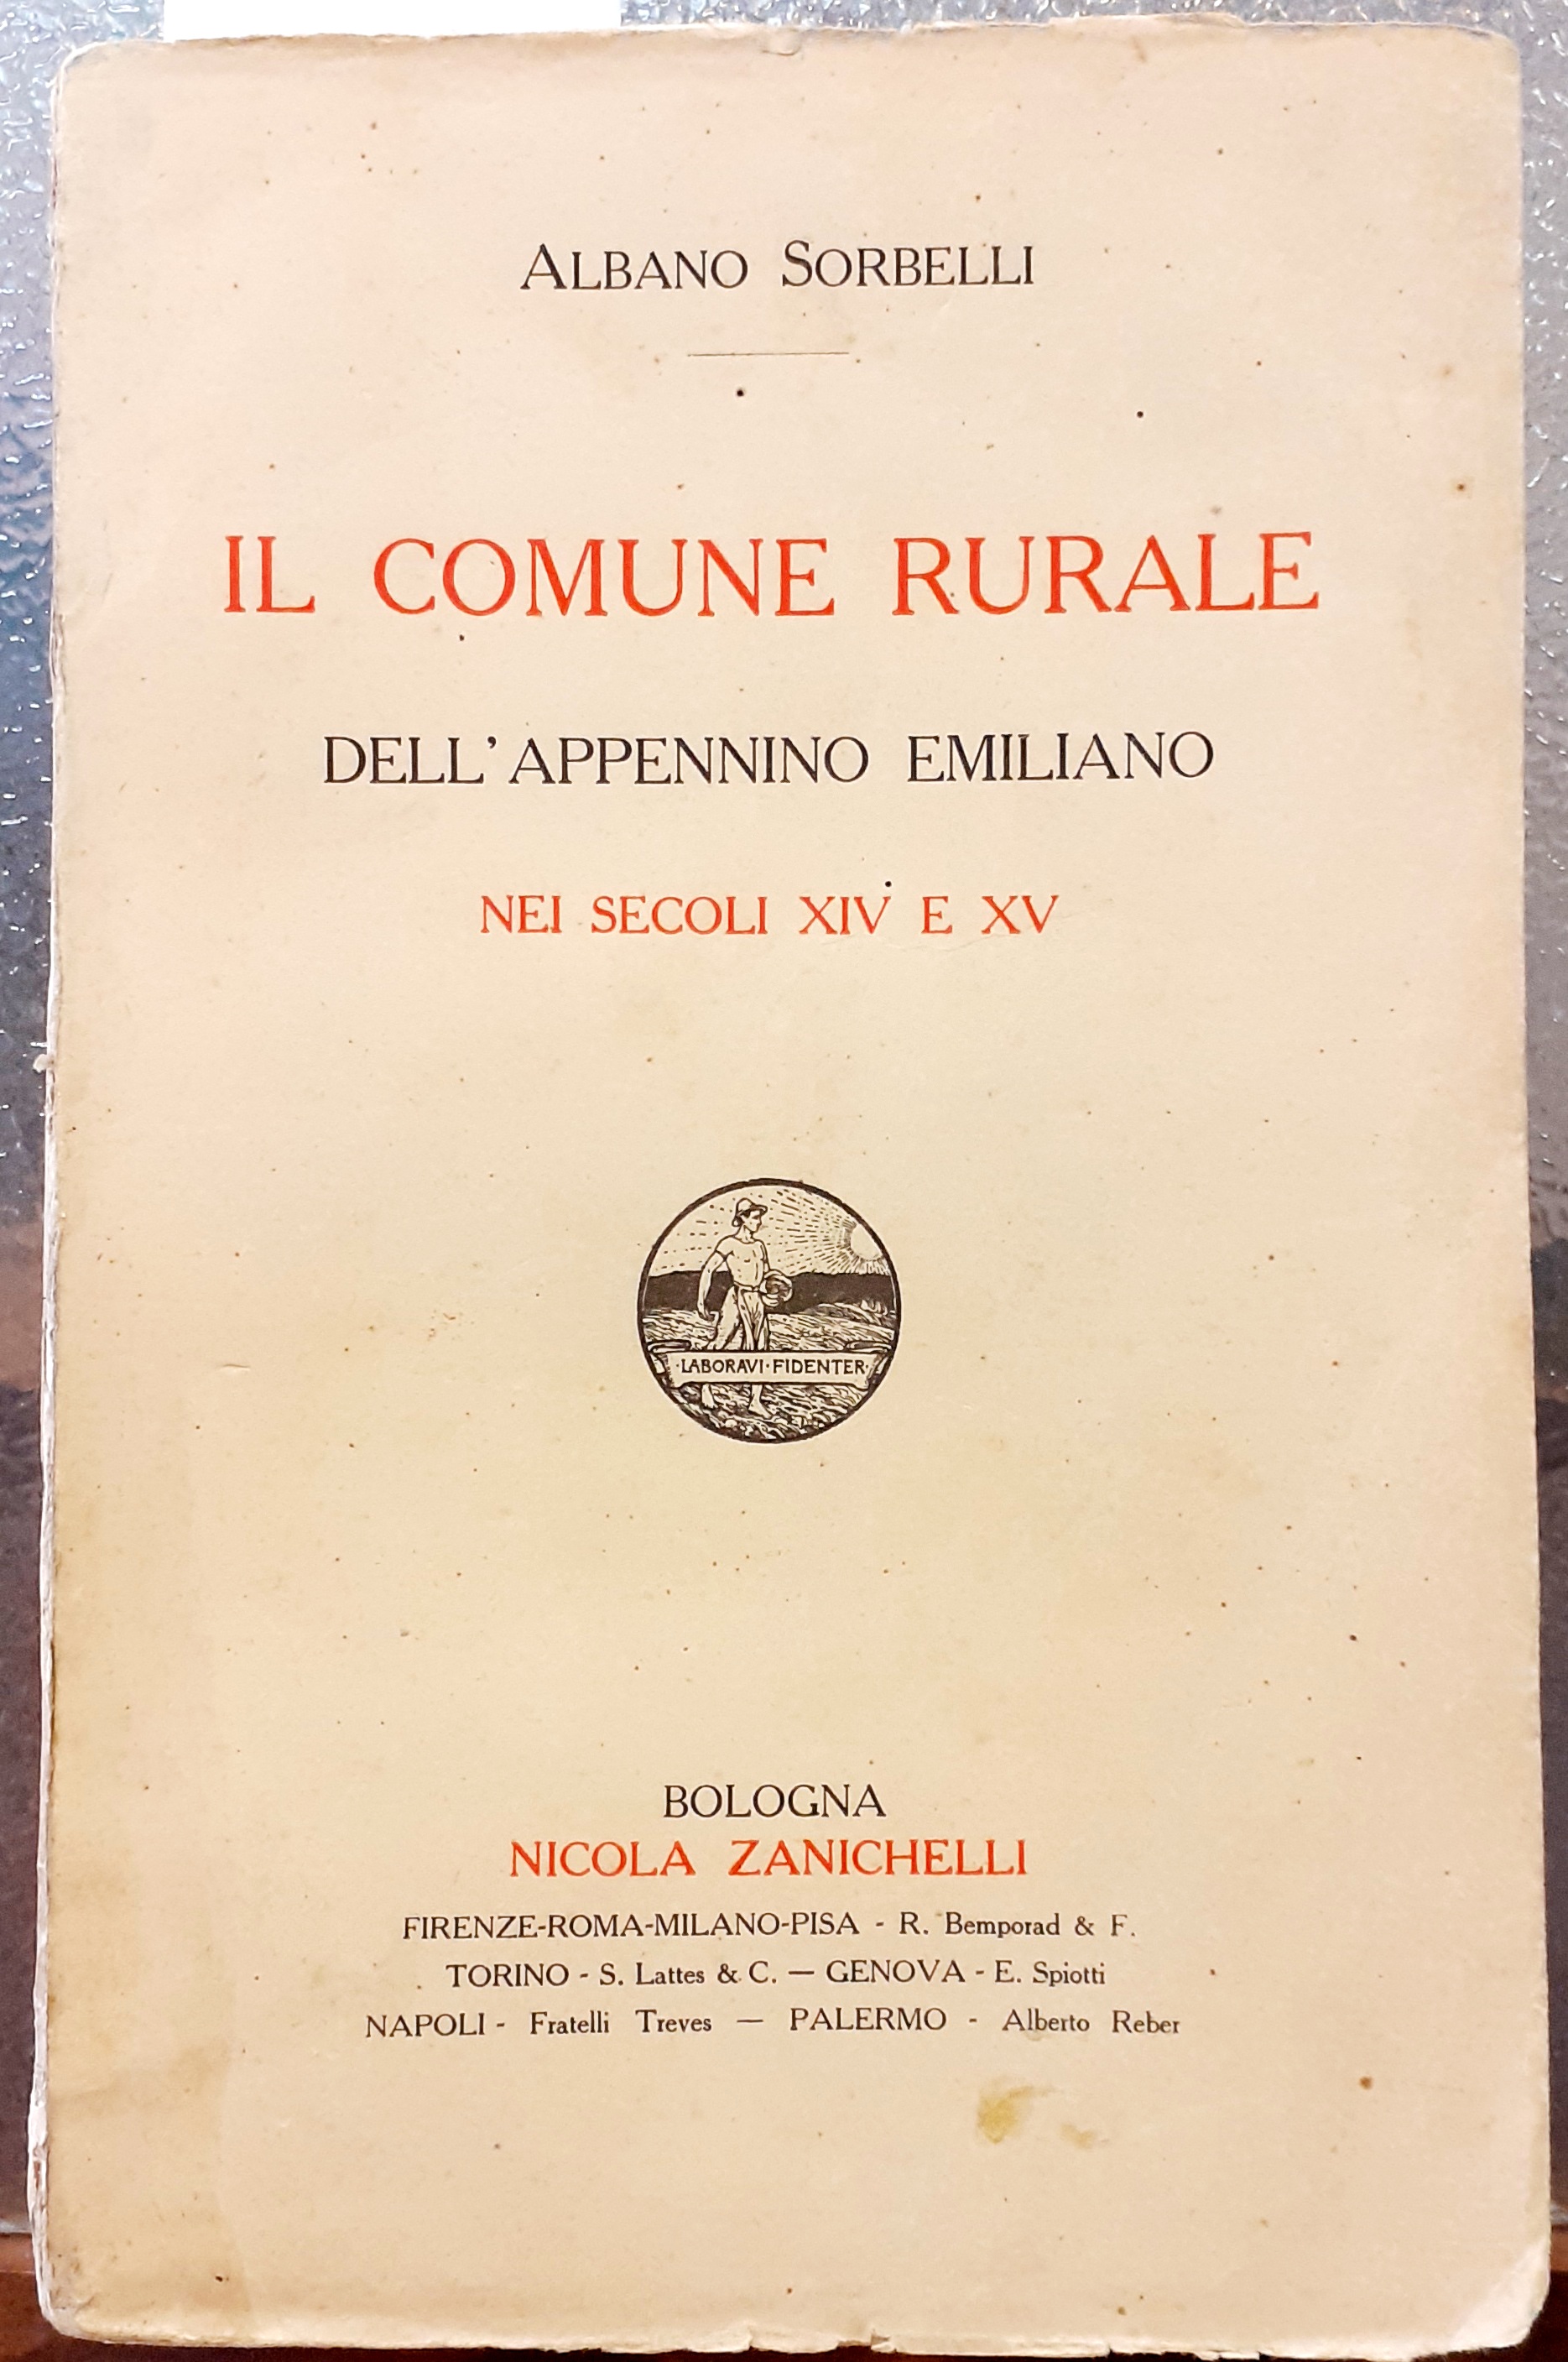 ALBANO SORBELLI
IL COMUNE RURALE
DELL'APPENNINO EMILIANO
NEI SECOLI XIV E XV
·LABORAVI·FIDENTER·
BOLOGNA
NICOLA ZANICHELLI
FIRENZE-ROMA-MILANO-PISA - R. Bemporad & F.
TORINO - S. Lattes & C. — GENOVA - E. Spiotti
NAPOLI - Fratelli Treves — PALERMO - Alberto Reber